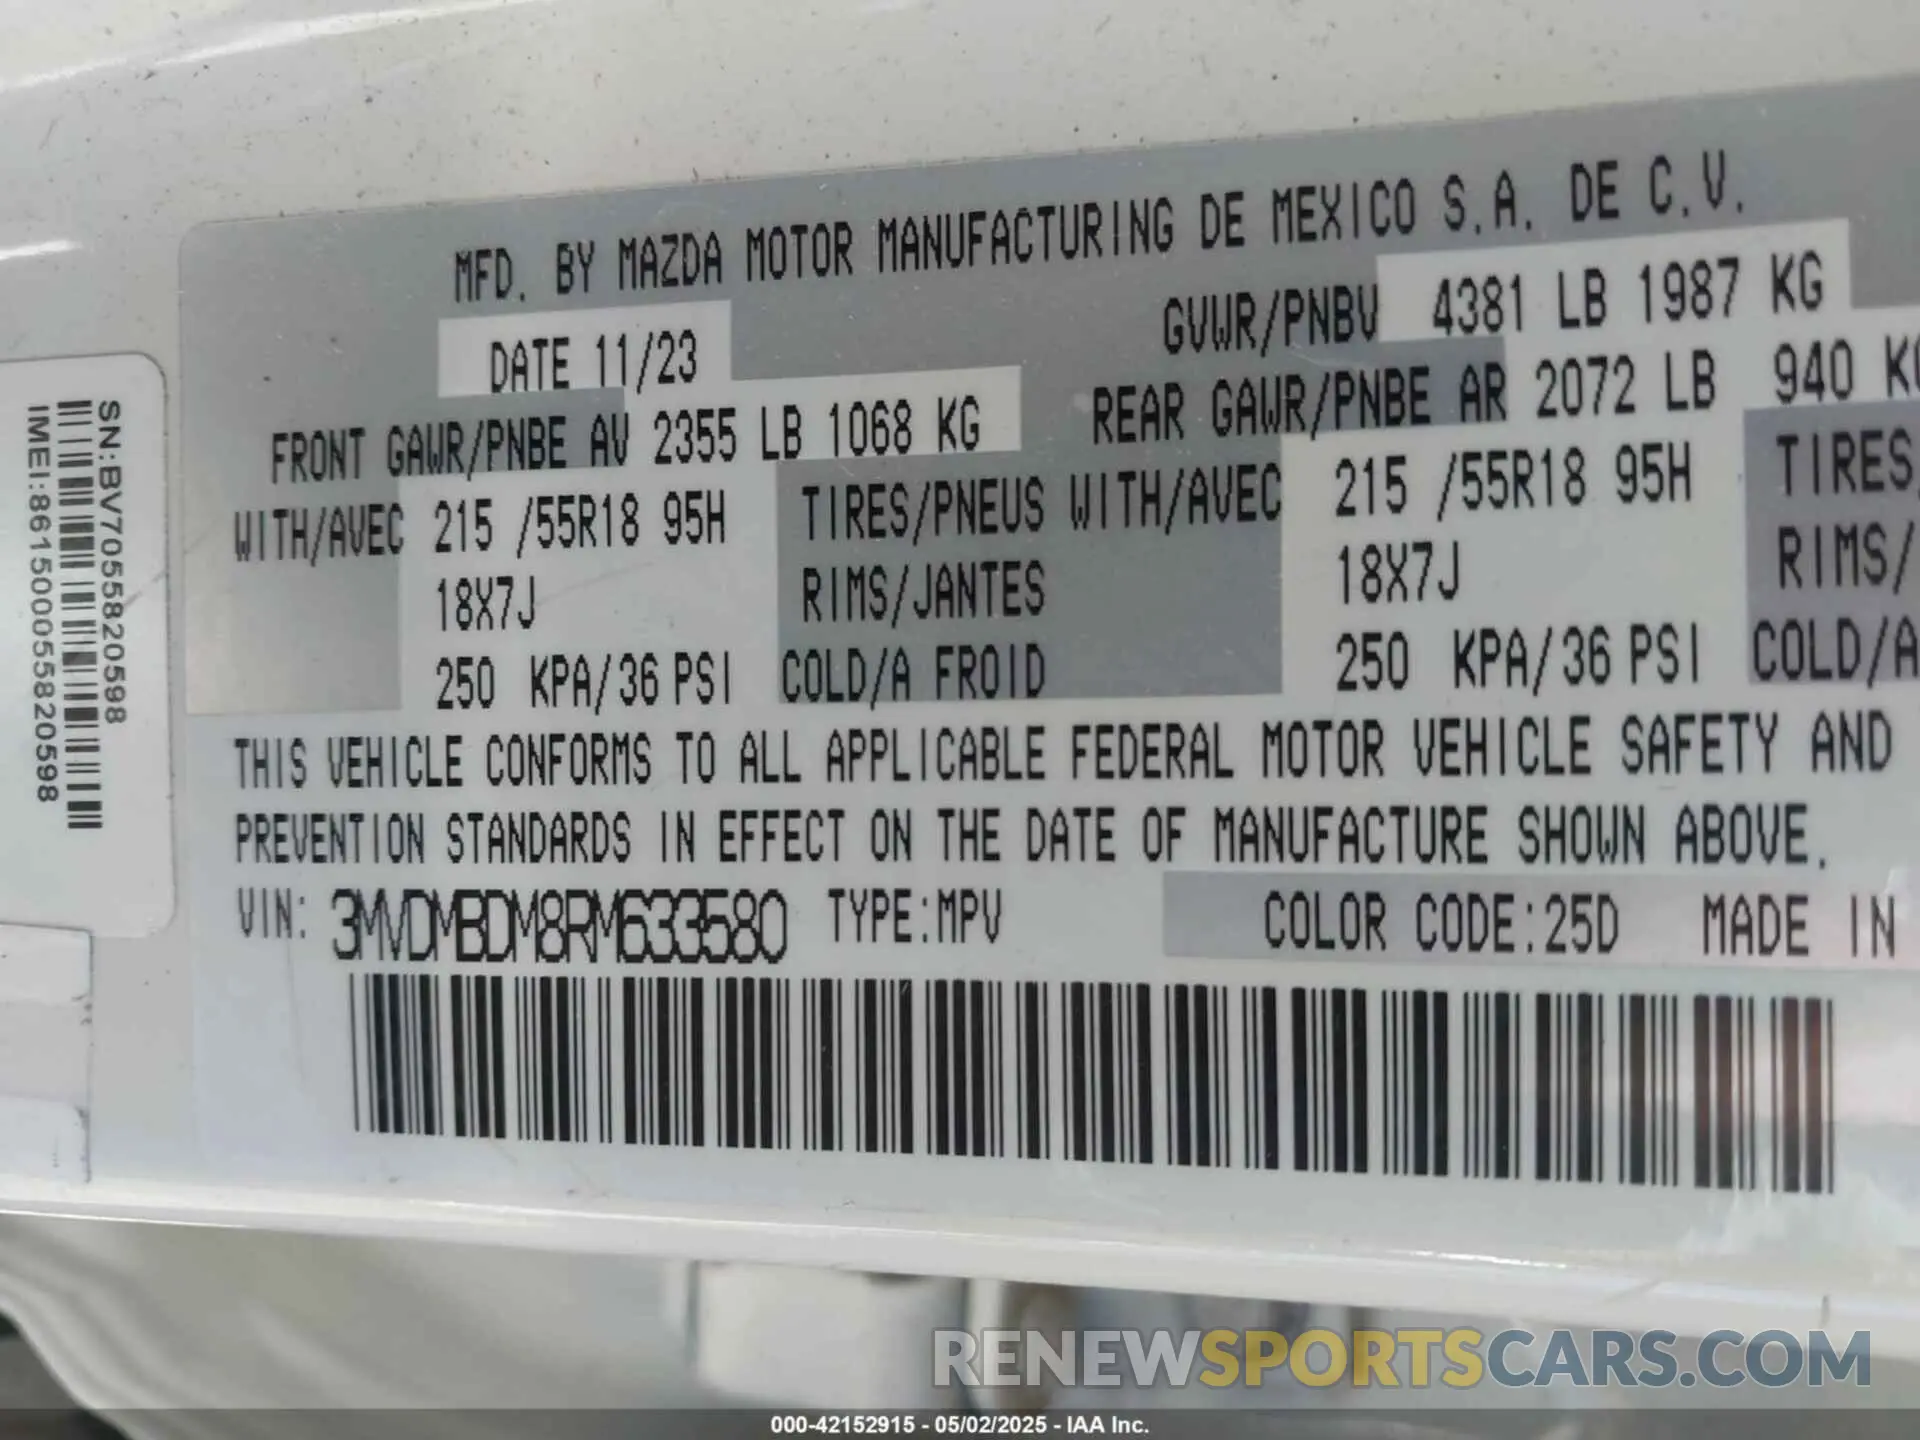 MFD. BY MAZDA MOTOR MANUFACTURING DE MEXICO S.A. DE C.V.
DATE 11/23 GVWR/PNBV 4381 LB 1987 KG
FRONT GAWR/PNBE AV 2355 LB 1068 KG REAR GAWR/PNBE AR 2072 LB 940 KG
WITH/AVEC 215 /55R18 95H TIRES/PNEUS WITH/AVEC 215 /55R18 95H TIRES/
18X7J RIMS/JANTES 18X7J RIMS/
250 KPA/36 PSI COLD/A FROID 250 KPA/36 PSI COLD/A
THIS VEHICLE CONFORMS TO ALL APPLICABLE FEDERAL MOTOR VEHICLE SAFETY AND
PREVENTION STANDARDS IN EFFECT ON THE DATE OF MANUFACTURE SHOWN ABOVE.
VIN: 3MVDMBDM8RM633580 TYPE:MPV COLOR CODE:25D MADE IN
SN:BV705582​0598
IMEI:861500055820598
RENEWSPORTSCARS.COM
000-42152915 - 05/02/2025 - IAA Inc.